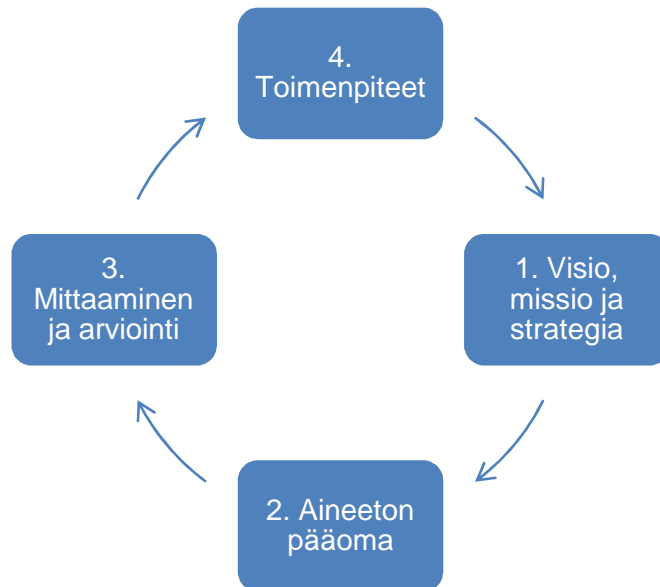 4.
Toimenpiteet
1. Visio,
missio ja
strategia
2. Aineeton
pääoma
3.
Mittaaminen
ja arviointi